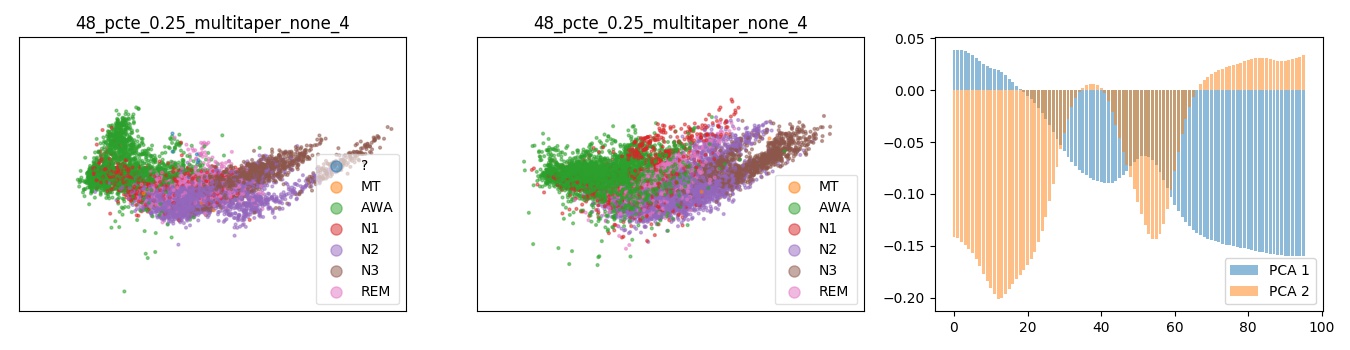 48_pcte_0.25_multitaper_none_4
?
MT
AWA
N1
N2
N3
REM
48_pcte_0.25_multitaper_none_4
MT
AWA
N1
N2
N3
REM
0.05
0.00
−0.05
−0.10
−0.15
−0.20
0 20 40 60 80 100
PCA 1
PCA 2